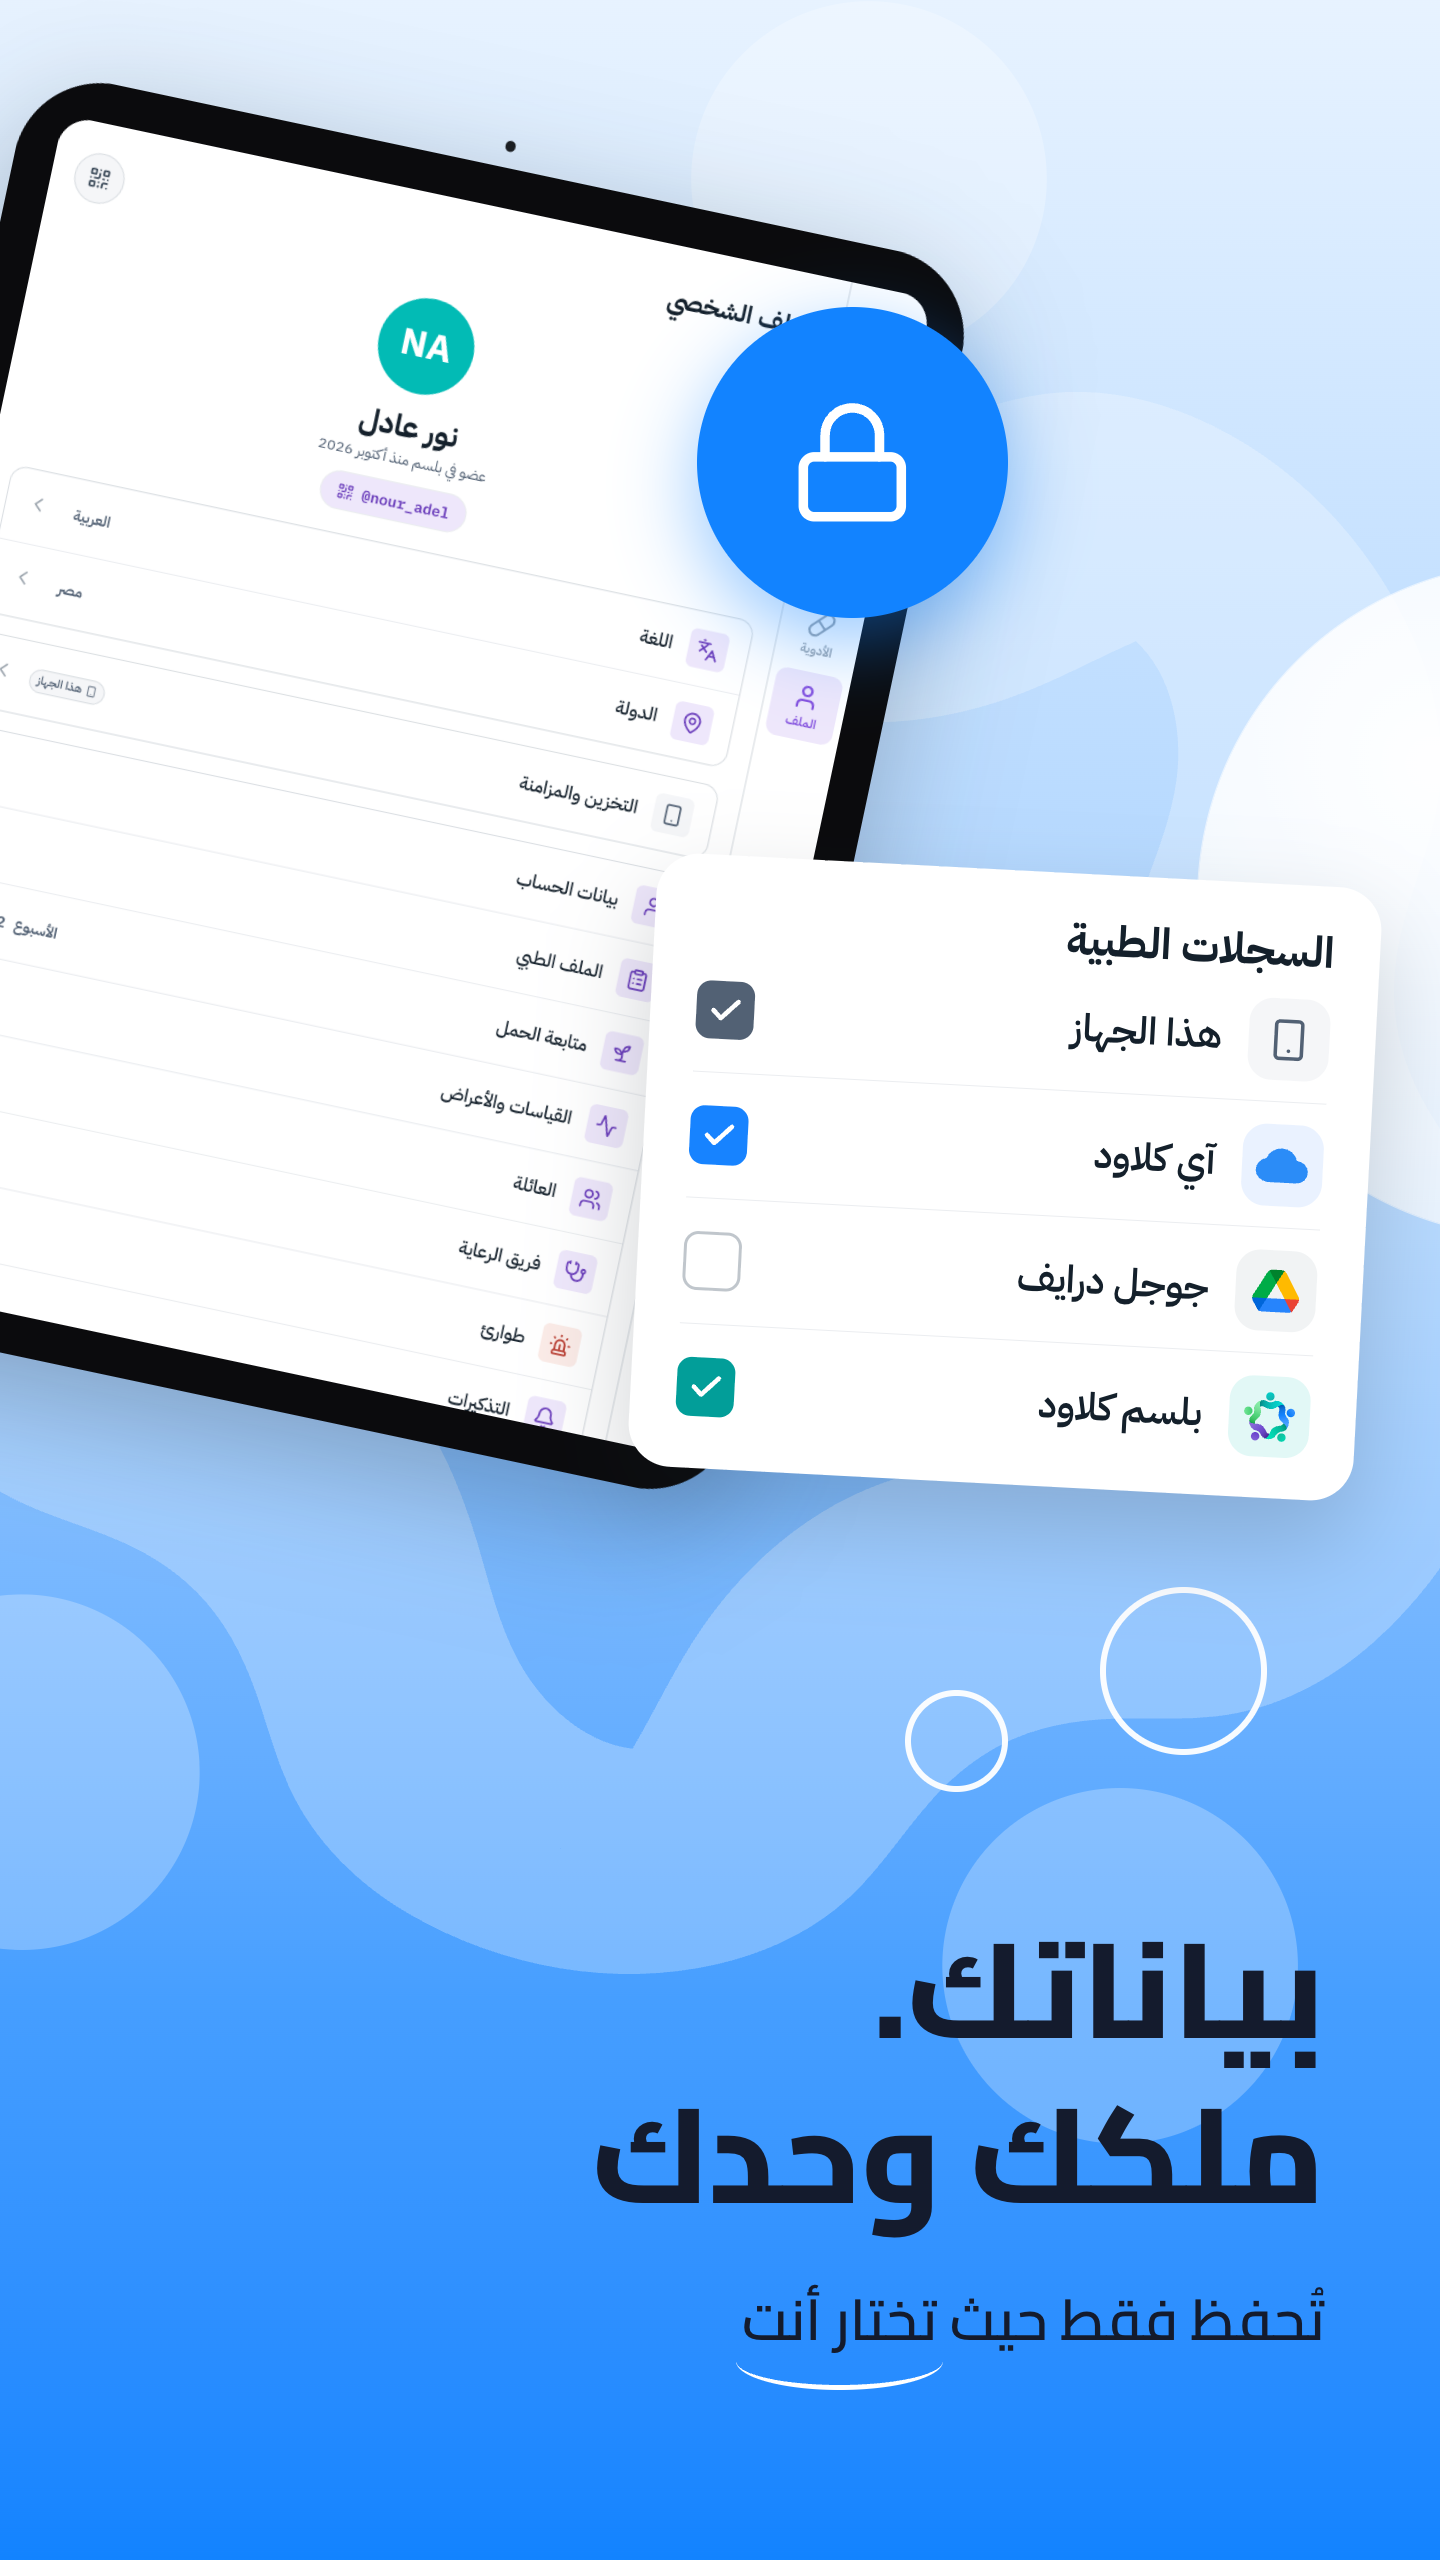 الشخصي
NA
نور عادل
عضو في بلسم منذ أكتوبر 2026
@nour_adel
اللغة
العربية
الدولة
مصر
الأدوية
الملف
التخزين والمزامنة
هذا الجهاز
بيانات الحساب
الملف الطبي
متابعة الحمل
الأسبوع
القياسات والأعراض
العائلة
فريق الرعاية
طوارئ
التذكيرات
السجلات الطبية
هذا الجهاز
آي كلاود
جوجل درايف
بلسم كلاود
بياناتك.
ملكك وحدك
تُحفظ فقط حيث تختار أنت